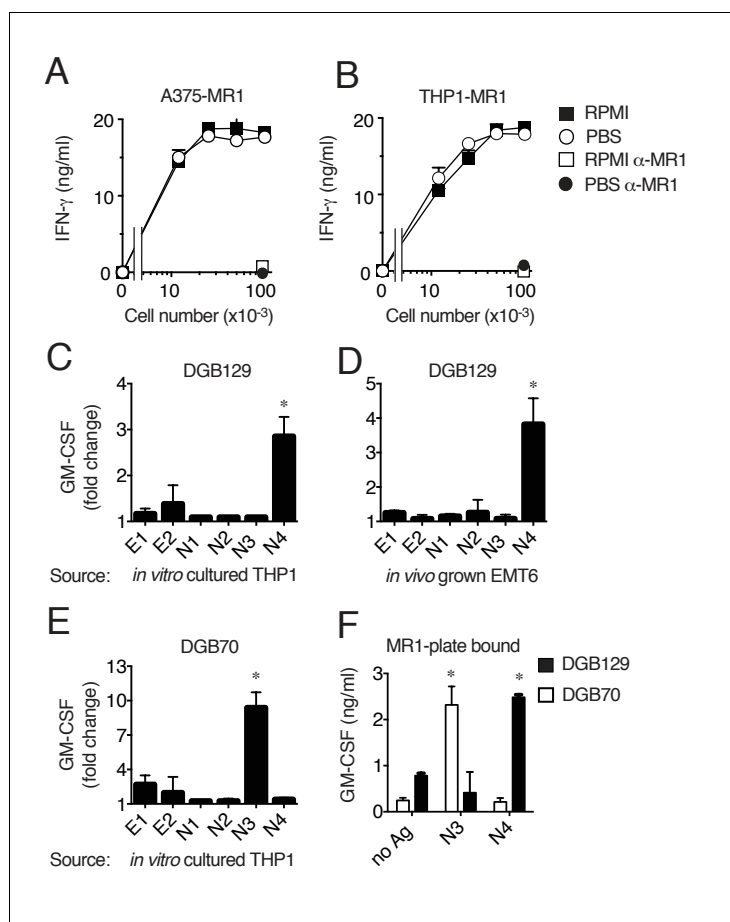 A
A375-MR1
IFN-γ (ng/ml)
20
10
0
0 10 100
Cell number (x10-3)
B
THP1-MR1
IFN-γ (ng/ml)
20
10
0
0 10 100
Cell number (x10-3)
RPMI
PBS
RPMI α-MR1
PBS α-MR1
C
DGB129
GM-CSF
(fold change)
4
3
2
1
*
E1 E2 N1 N2 N3 N4
Source: in vitro cultured THP1
D
DGB129
5
4
3
2
1
*
E1 E2 N1 N2 N3 N4
in vivo grown EMT6
E
DGB70
GM-CSF
(fold change)
13
10
7
4
1
*
E1 E2 N1 N2 N3 N4
Source: in vitro cultured THP1
F
MR1-plate bound
GM-CSF (ng/ml)
3
2
1
0
* *
no Ag N3 N4
DGB129
DGB70